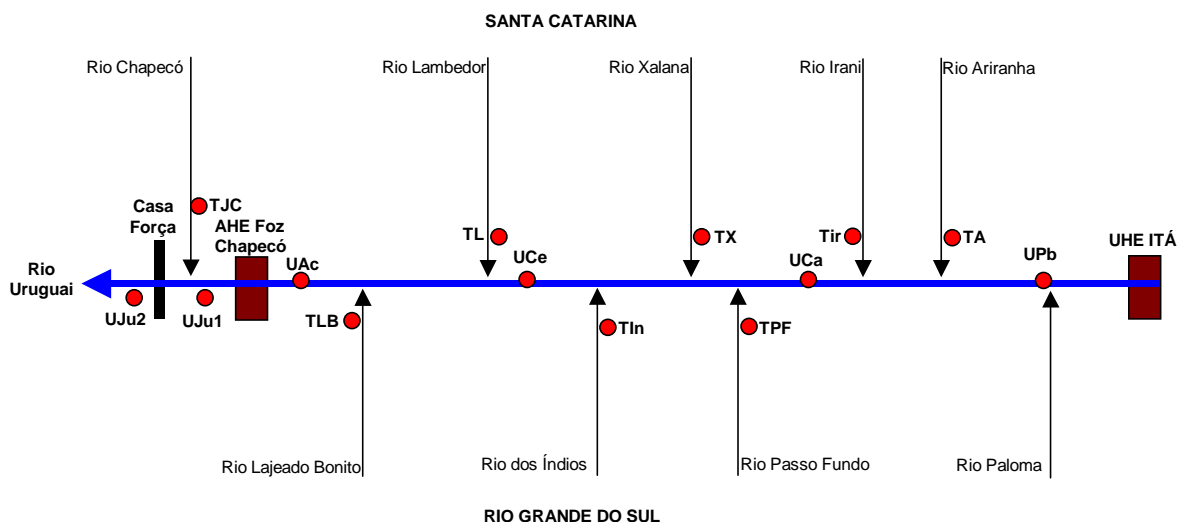 SANTA CATARINA
Rio Chapecó
Rio Lambedor
Rio Xalana
Rio Irani
Rio Ariranha
Casa
Força
TJC
AHE Foz
Chapecó
TL
TX
Tir
TA
UHE ITÁ
Rio
Uruguai
UAc
UCe
UCa
UPb
UJu2
UJu1
TLB
TIn
TPF
Rio Lajeado Bonito
Rio dos Índios
Rio Passo Fundo
Rio Paloma
RIO GRANDE DO SUL